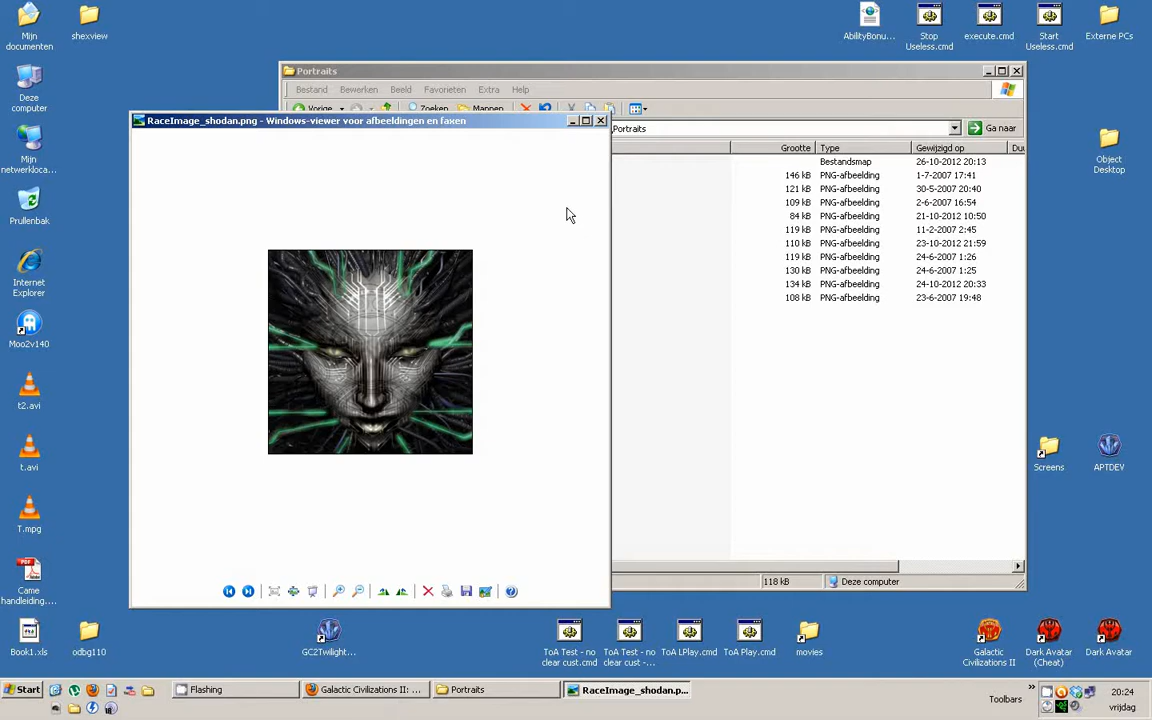 Mijn
documenten
shexview
AbilityBonu...
Stop
Useless.cmd
execute.cmd
Start
Useless.cmd
Externe PCs
Deze
computer
Mijn
netwerkloca...
Prullenbak
Internet
Explorer
Moo2v140
t2.avi
t.avi
T.mpg
Came
handleiding....
Book1.xls
odbg110
GC2Twilight...
Object
Desktop
Screens
APTDEV
Portraits
Bestand Bewerken Beeld Favorieten Extra Help
Vorige Zoeken Mappen
Portraits Ga naar
Grootte Type Gewijzigd op Duu
Bestandsmap 26-10-2012 20:13
146 kB PNG-afbeelding 1-7-2007 17:41
121 kB PNG-afbeelding 30-5-2007 20:40
109 kB PNG-afbeelding 2-6-2007 16:54
84 kB PNG-afbeelding 21-10-2012 10:50
119 kB PNG-afbeelding 11-2-2007 2:45
110 kB PNG-afbeelding 23-10-2012 21:59
119 kB PNG-afbeelding 24-6-2007 1:26
130 kB PNG-afbeelding 24-6-2007 1:25
134 kB PNG-afbeelding 24-10-2012 20:33
108 kB PNG-afbeelding 23-6-2007 19:48
118 kB Deze computer
RaceImage_shodan.png - Windows-viewer voor afbeeldingen en faxen
ToA Test - no
clear cust.cmd
ToA Test - no
clear cust -...
ToA LPlay.cmd
ToA Play.cmd
movies
Galactic
Civilizations II
Dark Avatar
(Cheat)
Dark Avatar
Start
Flashing
Galactic Civilizations II: ...
Portraits
RaceImage_shodan.p...
Toolbars
20:24
vrijdag